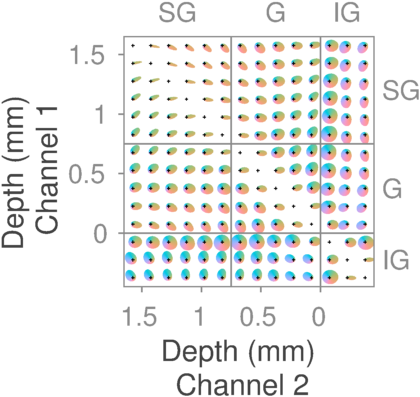 SG G IG
1.5
SG
1
0.5
G
0
IG
1.5 1 0.5 0
Depth (mm)
Channel 1
Depth (mm)
Channel 2